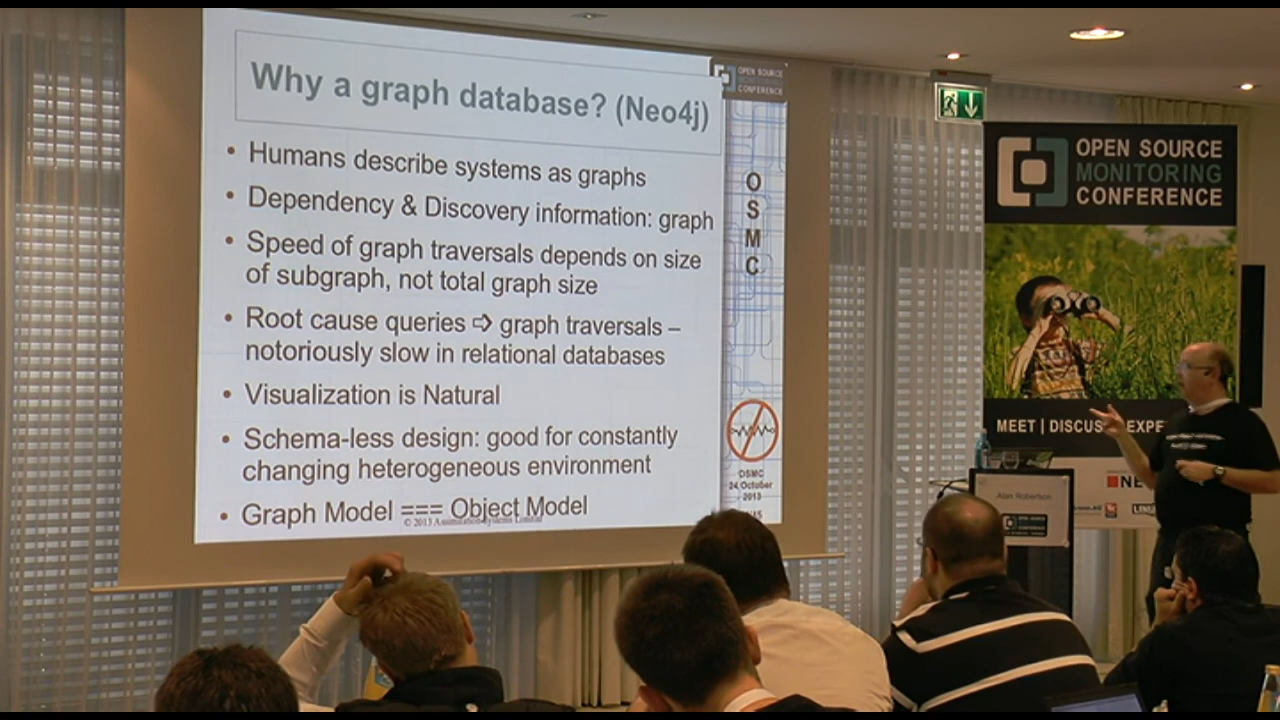 Why a graph database? (Neo4j)
• Humans describe systems as graphs
• Dependency & Discovery information: graph
• Speed of graph traversals depends on size
of subgraph, not total graph size
• Root cause queries ⇨ graph traversals –
notoriously slow in relational databases
• Visualization is Natural
• Schema-less design: good for constantly
changing heterogeneous environment
• Graph Model === Object Model
© 2013 Assimilation Systems Limited
OPEN SOURCE
MONITORING
CONFERENCE
O
S
M
C
OSMC
24 October
2013
OPEN SOURCE
MONITORING
CONFERENCE
MEET | DISCUS
EXPE
NE
Alan Robertson